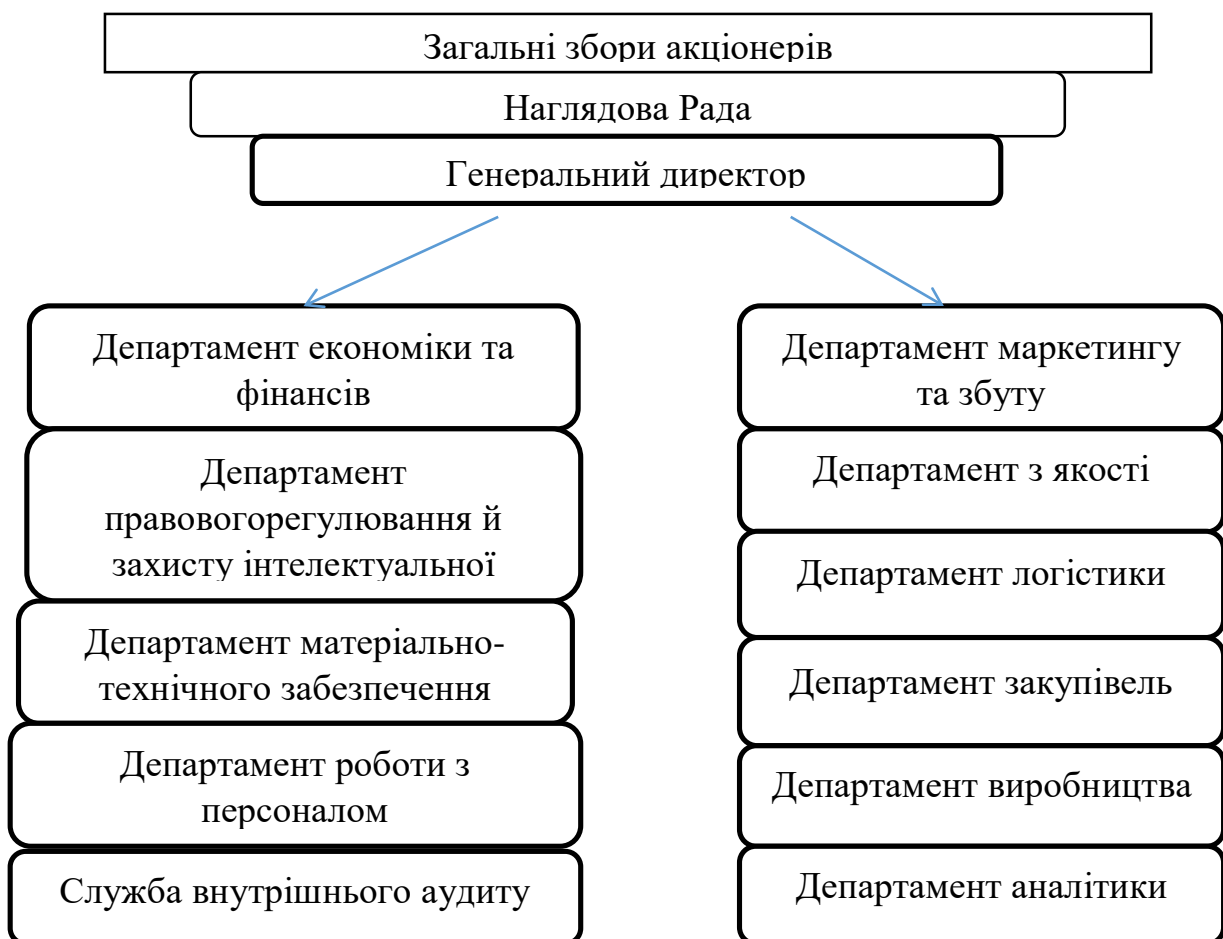 Загальні збори акціонерів
Наглядова Рада
Генеральний директор
Департамент економіки та
фінансів
Департамент
правовогорегулювання й
захисту інтелектуальної
Департамент матеріально-
технічного забезпечення
Департамент роботи з
персоналом
Служба внутрішнього аудиту
Департамент маркетингу
та збуту
Департамент з якості
Департамент логістики
Департамент закупівель
Департамент виробництва
Департамент аналітики